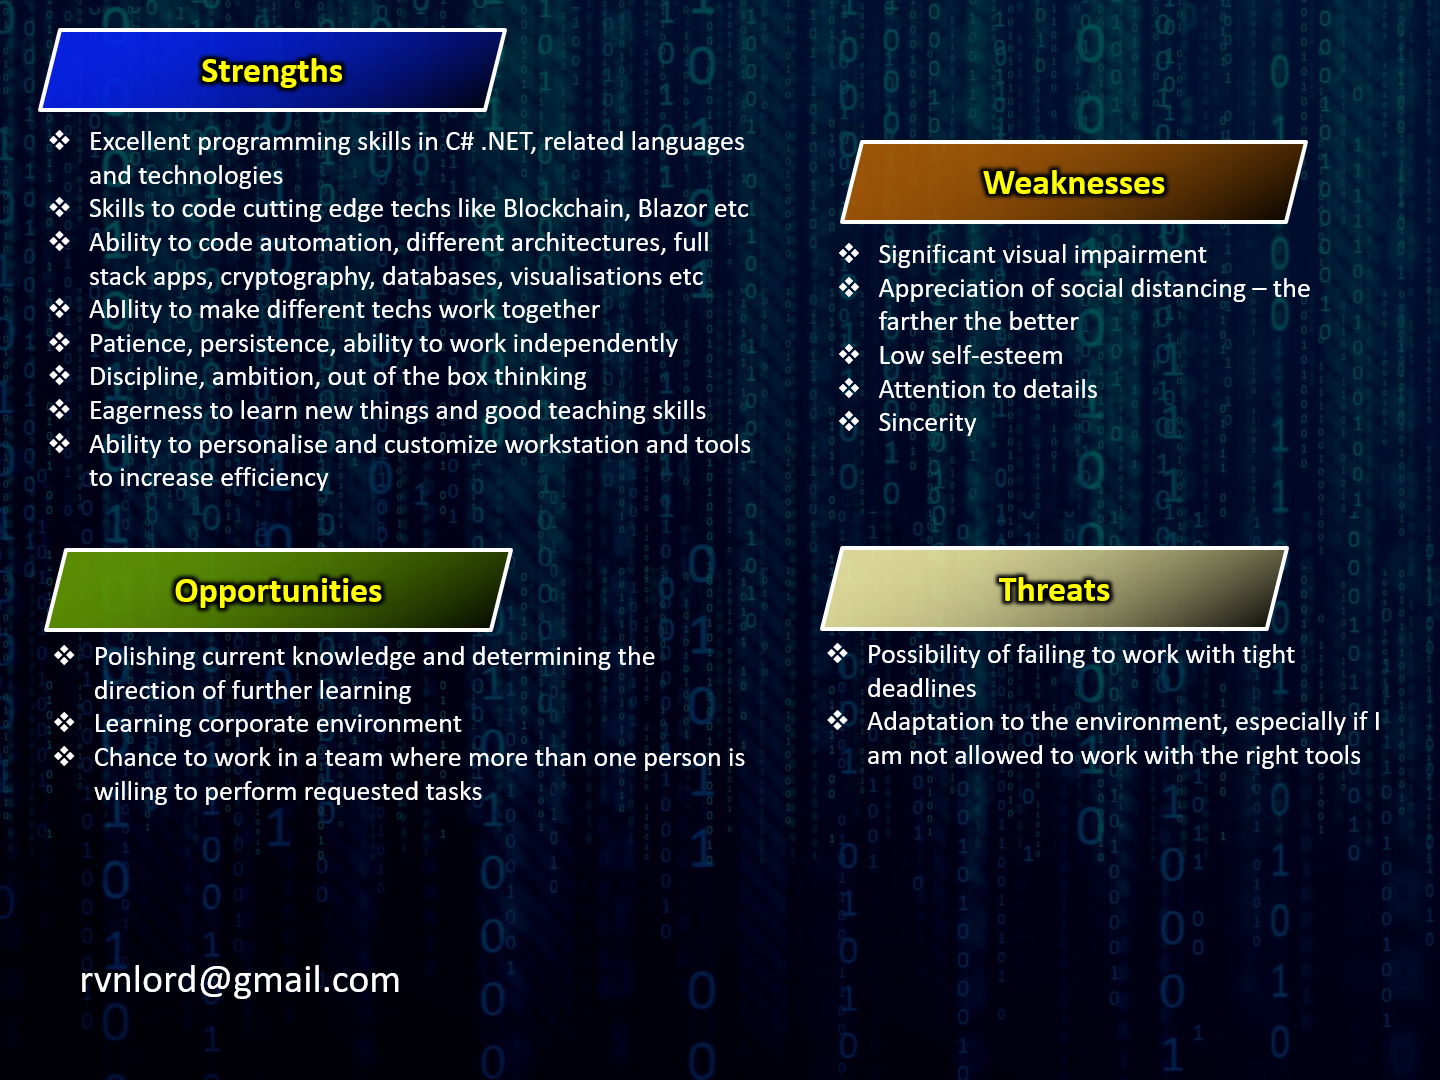 Strengths
❖ Excellent programming skills in C# .NET, related languages
and technologies
❖ Skills to code cutting edge techs like Blockchain, Blazor etc
❖ Ability to code automation, different architectures, full
stack apps, cryptography, databases, visualisations etc
❖ AbIlity to make different techs work together
❖ Patience, persistence, ability to work independently
❖ Discipline, ambition, out of the box thinking
❖ Eagerness to learn new things and good teaching skills
❖ Ability to personalise and customize workstation and tools
to increase efficiency
Weaknesses
❖ Significant visual impairment
❖ Appreciation of social distancing – the
farther the better
❖ Low self-esteem
❖ Attention to details
❖ Sincerity
Opportunities
❖ Polishing current knowledge and determining the
direction of further learning
❖ Learning corporate environment
❖ Chance to work in a team where more than one person is
willing to perform requested tasks
Threats
❖ Possibility of failing to work with tight
deadlines
❖ Adaptation to the environment, especially if I
am not allowed to work with the right tools
rvnlord@gmail.com